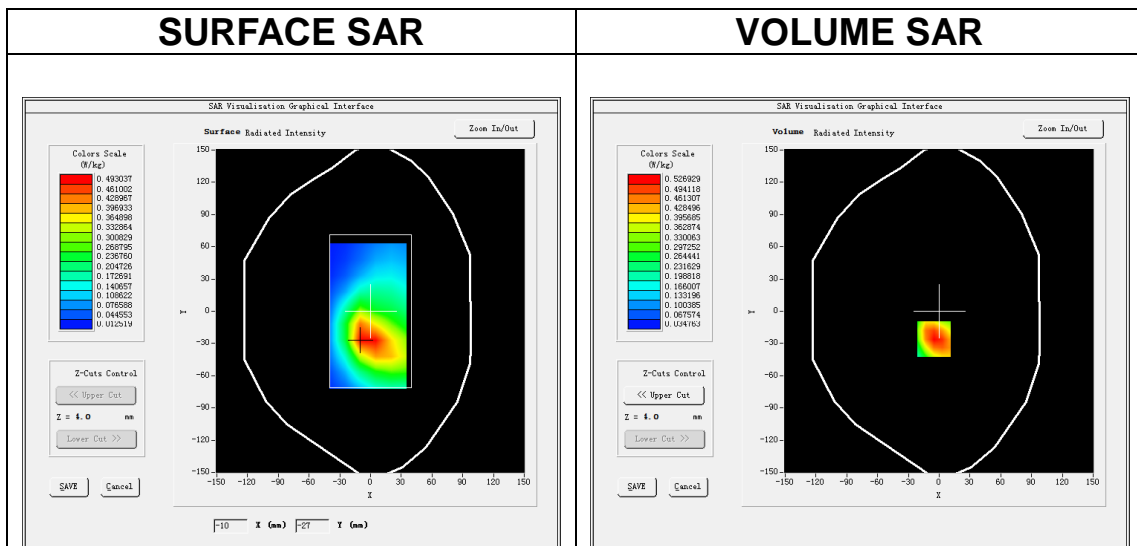 SURFACE SAR
VOLUME SAR
SAR Visualisation Graphical Interface
Surface Radiated Intensity
Zoom In/Out
Colors Scale
(W/kg)
0.493037
0.461002
0.428967
0.396933
0.364898
0.332864
0.300829
0.268795
0.236760
0.204726
0.172691
0.140657
0.108622
0.076588
0.044553
0.012519
150
120
90
60
30
0
-30
-60
-90
-120
-150
Y
-150 -120 -90 -60 -30 0 30 60 90 120 150
X
Z-Cuts Control
<< Upper Cut
Z = 4.0 mm
Lower Cut >>
SAVE Cancel
-10 X (mm) -27 Y (mm)
SAR Visualisation Graphical Interface
Volume Radiated Intensity
Zoom In/Out
Colors Scale
(W/kg)
0.526929
0.494118
0.461307
0.428496
0.395685
0.362874
0.330063
0.297252
0.264441
0.231629
0.198818
0.166007
0.133196
0.100385
0.067574
0.034763
150
120
90
60
30
0
-30
-60
-90
-120
-150
Y
-150 -120 -90 -60 -30 0 30 60 90 120 150
X
Z-Cuts Control
<< Upper Cut
Z = 4.0 mm
Lower Cut >>
SAVE Cancel